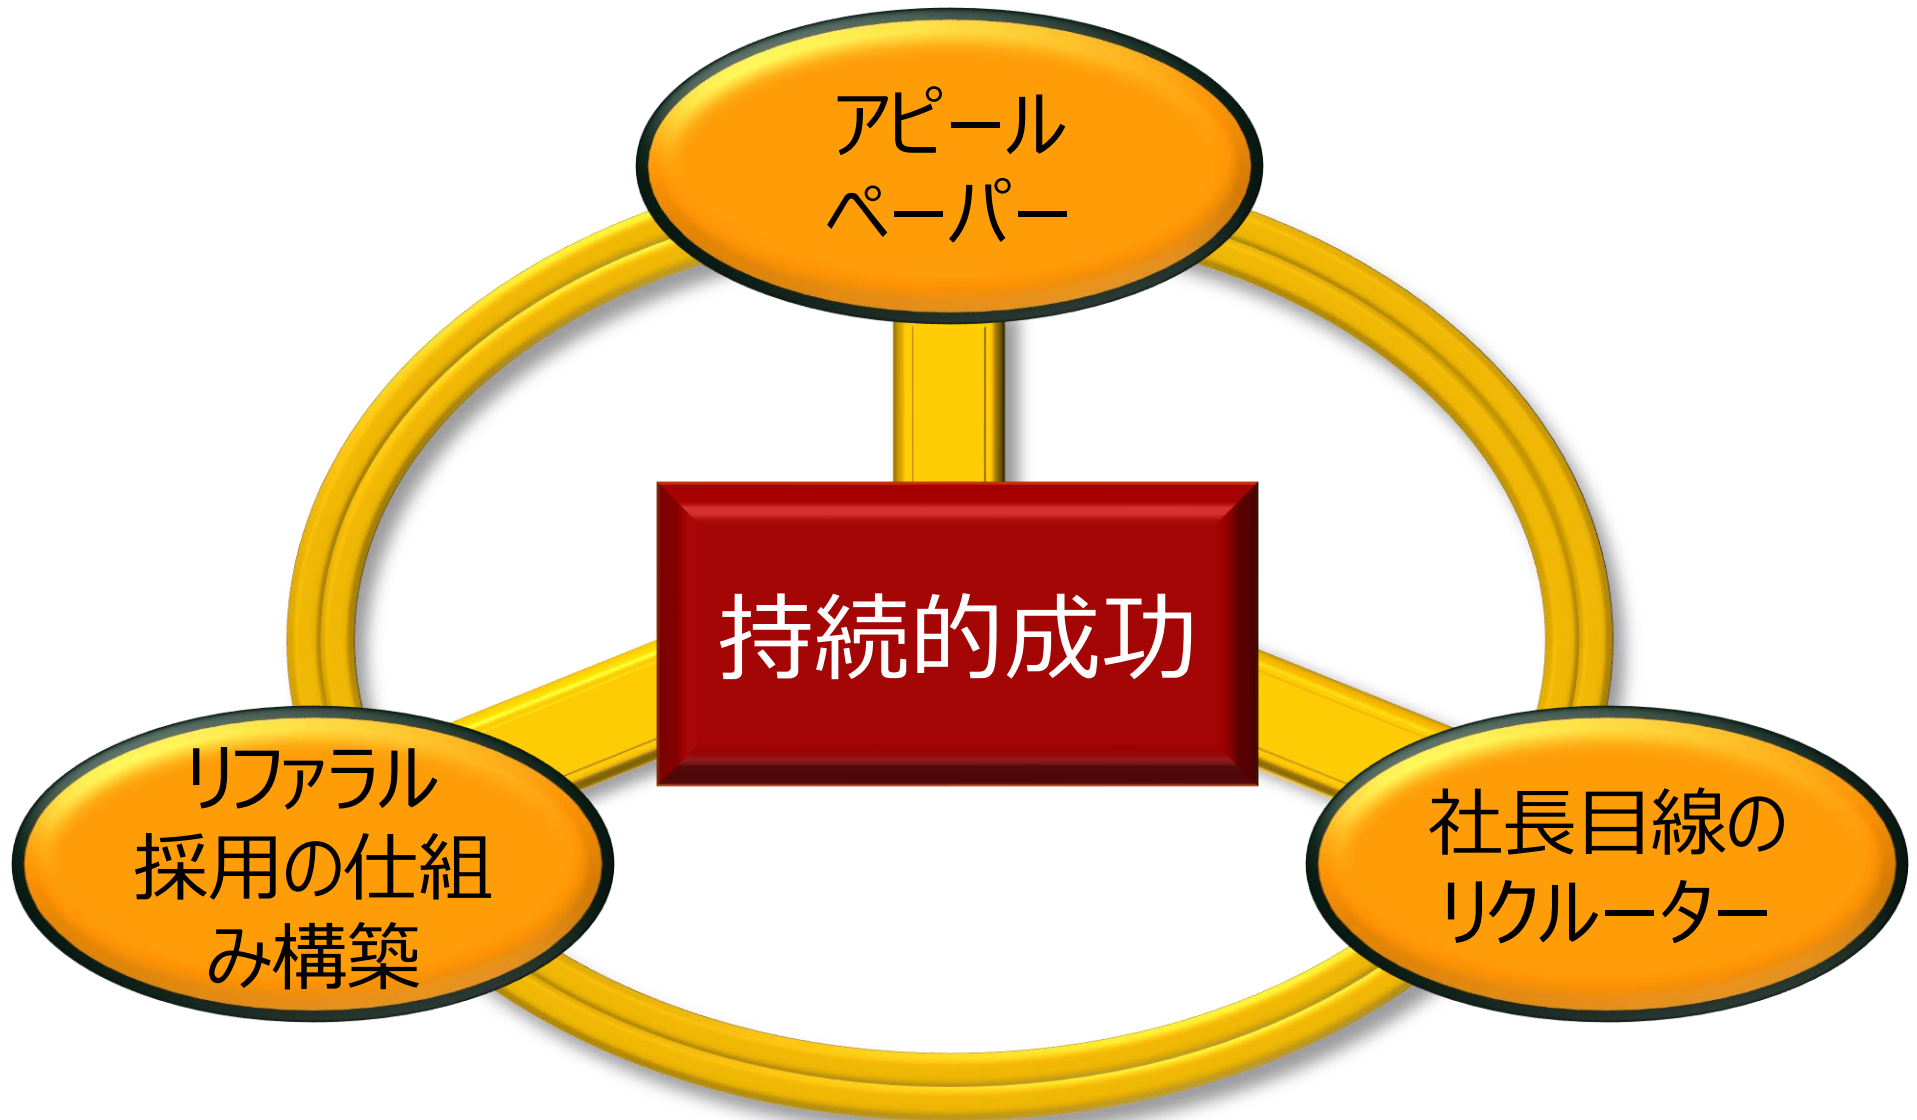 アピール
ペーパー
持続的成功
リファラル
採用の仕組
み構築
社長目線の
リクルーター